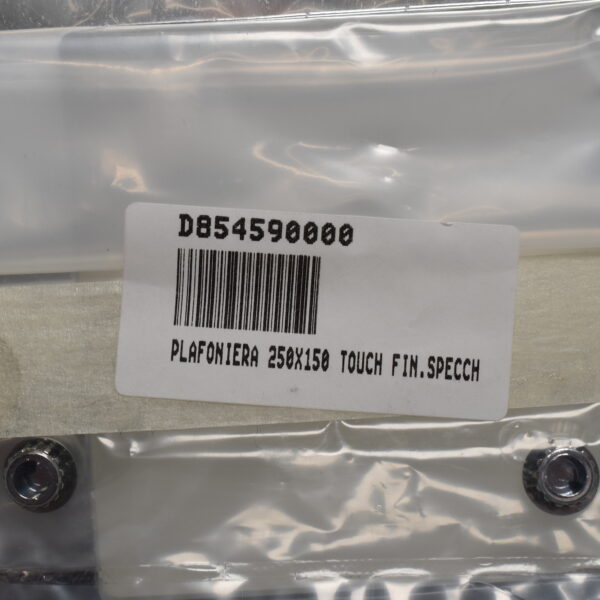 D854590000
PLAFONIERA 250X150 TOUCH FIN.SPECCH